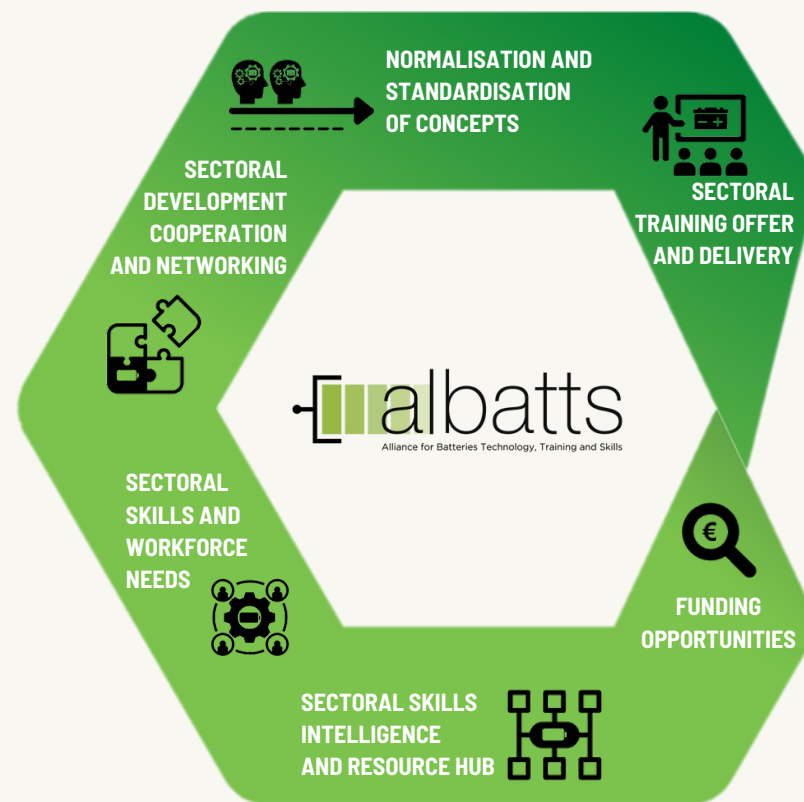 NORMALISATION AND
STANDARDISATION
OF CONCEPTS
SECTORAL
TRAINING OFFER
AND DELIVERY
SECTORAL
DEVELOPMENT
COOPERATION
AND NETWORKING
albatts
Alliance for Batteries Technology, Training and Skills
SECTORAL
SKILLS AND
WORKFORCE
NEEDS
€
FUNDING
OPPORTUNITIES
SECTORAL SKILLS
INTELLIGENCE
AND RESOURCE HUB